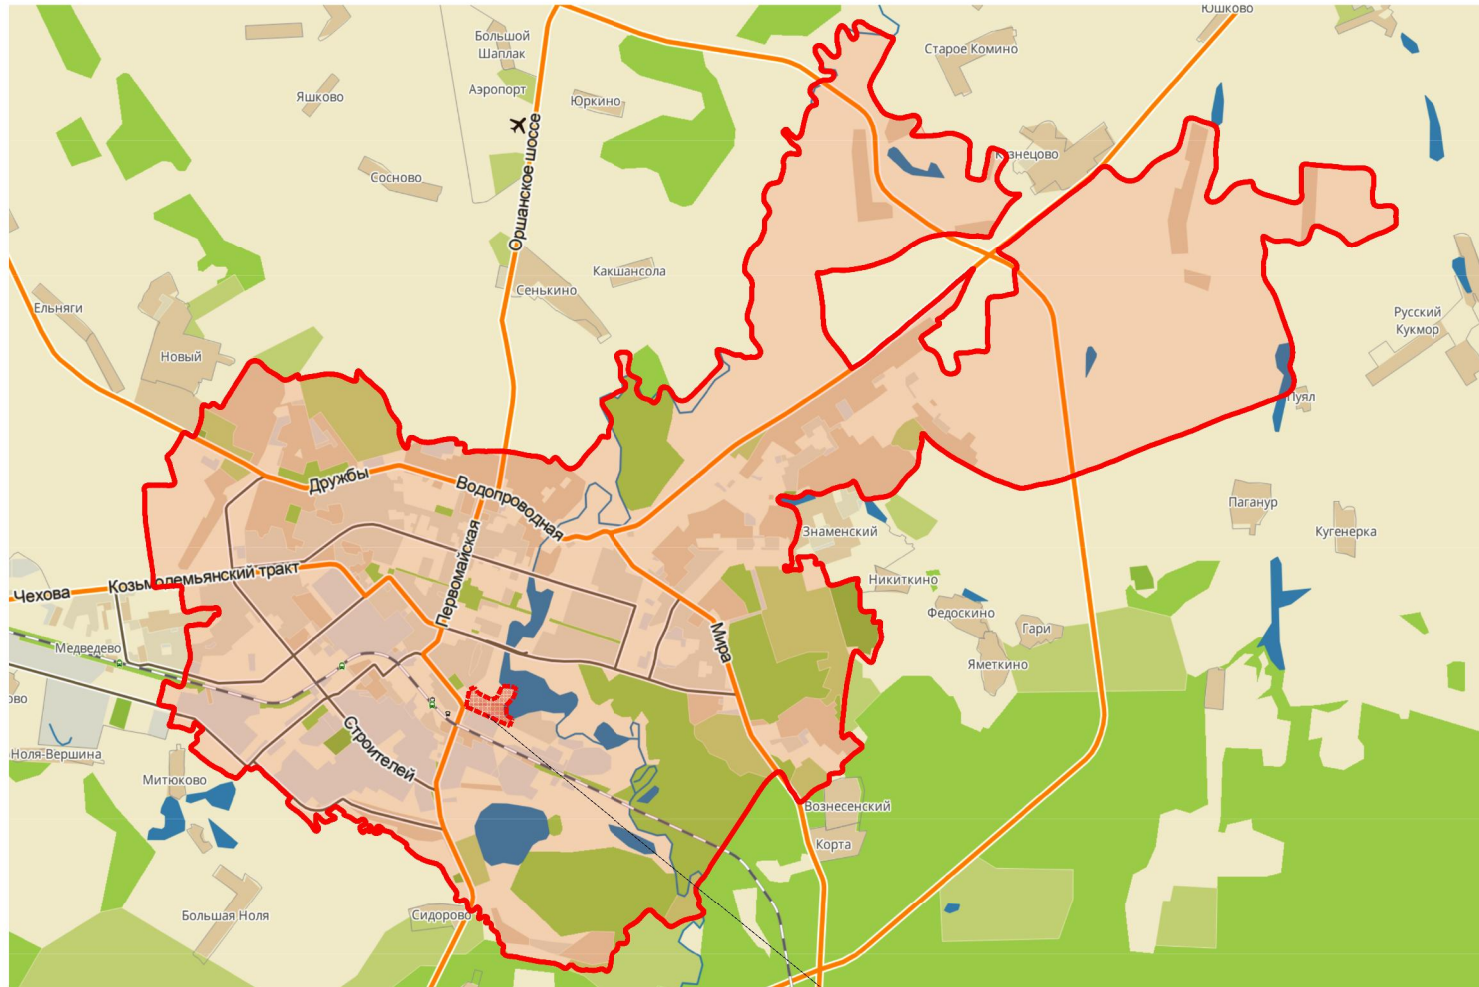 Юшково
Большой
Шаплак
Старое Комино
Аэропорт
Яшково
Юркино
Оршанское шоссе
Сосново
Какшансола
Сенькино
Ельняги
Русский
Кукмор
Новый
Пуял
Дружбы
Водопроводная
Паганур
Знаменский
Кугенерка
Первомайская
Козьмодемьянский тракт
Чехова
Никиткино
Федоскино
Гари
Мира
Медведево
Яметкино
ово
Строителей
Ноля-Вершина
Митюково
Вознесенский
Корта
Большая Ноля
Сидорово